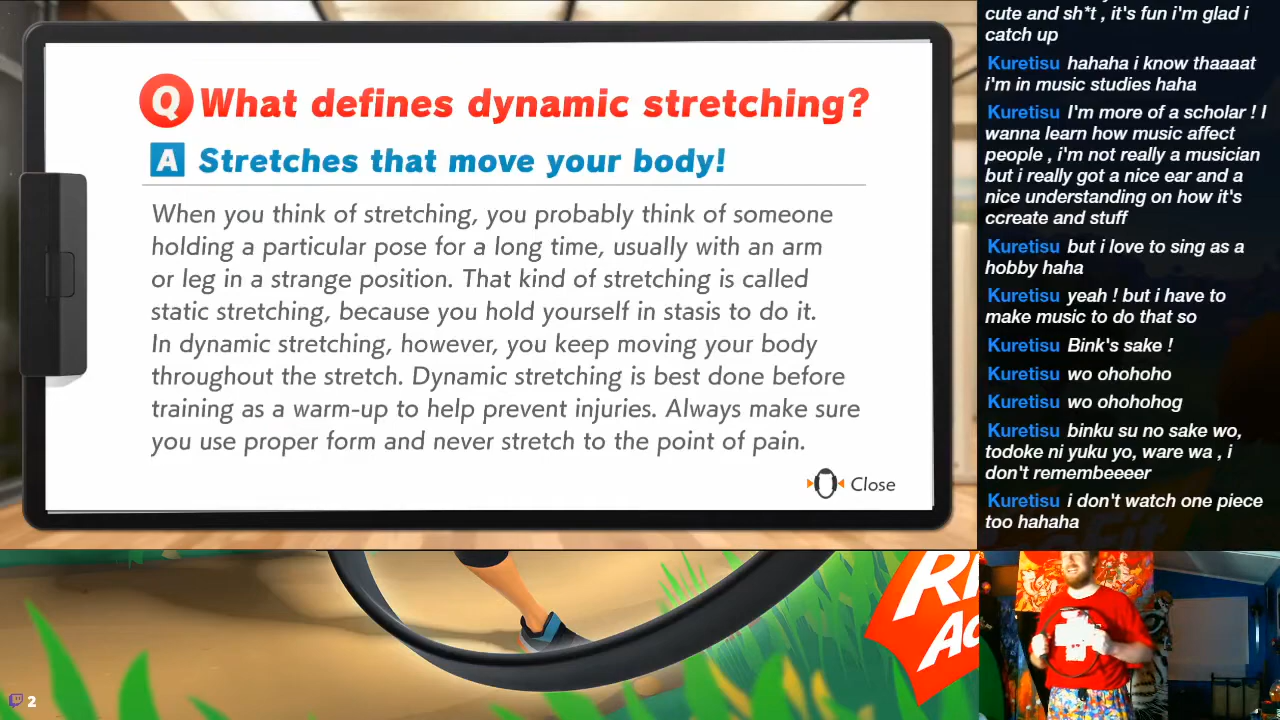 Q What defines dynamic stretching?
A Stretches that move your body!
When you think of stretching, you probably think of someone
holding a particular pose for a long time, usually with an arm
or leg in a strange position. That kind of stretching is called
static stretching, because you hold yourself in stasis to do it.
In dynamic stretching, however, you keep moving your body
throughout the stretch. Dynamic stretching is best done before
training as a warm-up to help prevent injuries. Always make sure
you use proper form and never stretch to the point of pain.
Close
cute and sh*t , it's fun i'm glad i
catch up
Kuretisu hahaha i know thaaaat
i'm in music studies haha
Kuretisu I'm more of a scholar ! I
wanna learn how music affect
people , i'm not really a musician
but i really got a nice ear and a
nice understanding on how it's
ccreate and stuff
Kuretisu but i love to sing as a
hobby haha
Kuretisu yeah ! but i have to
make music to do that so
Kuretisu Bink's sake !
Kuretisu wo ohohoho
Kuretisu wo ohohohog
Kuretisu binku su no sake wo,
todoke ni yuku yo, ware wa , i
don't remembeeeer
Kuretisu i don't watch one piece
too hahaha
2